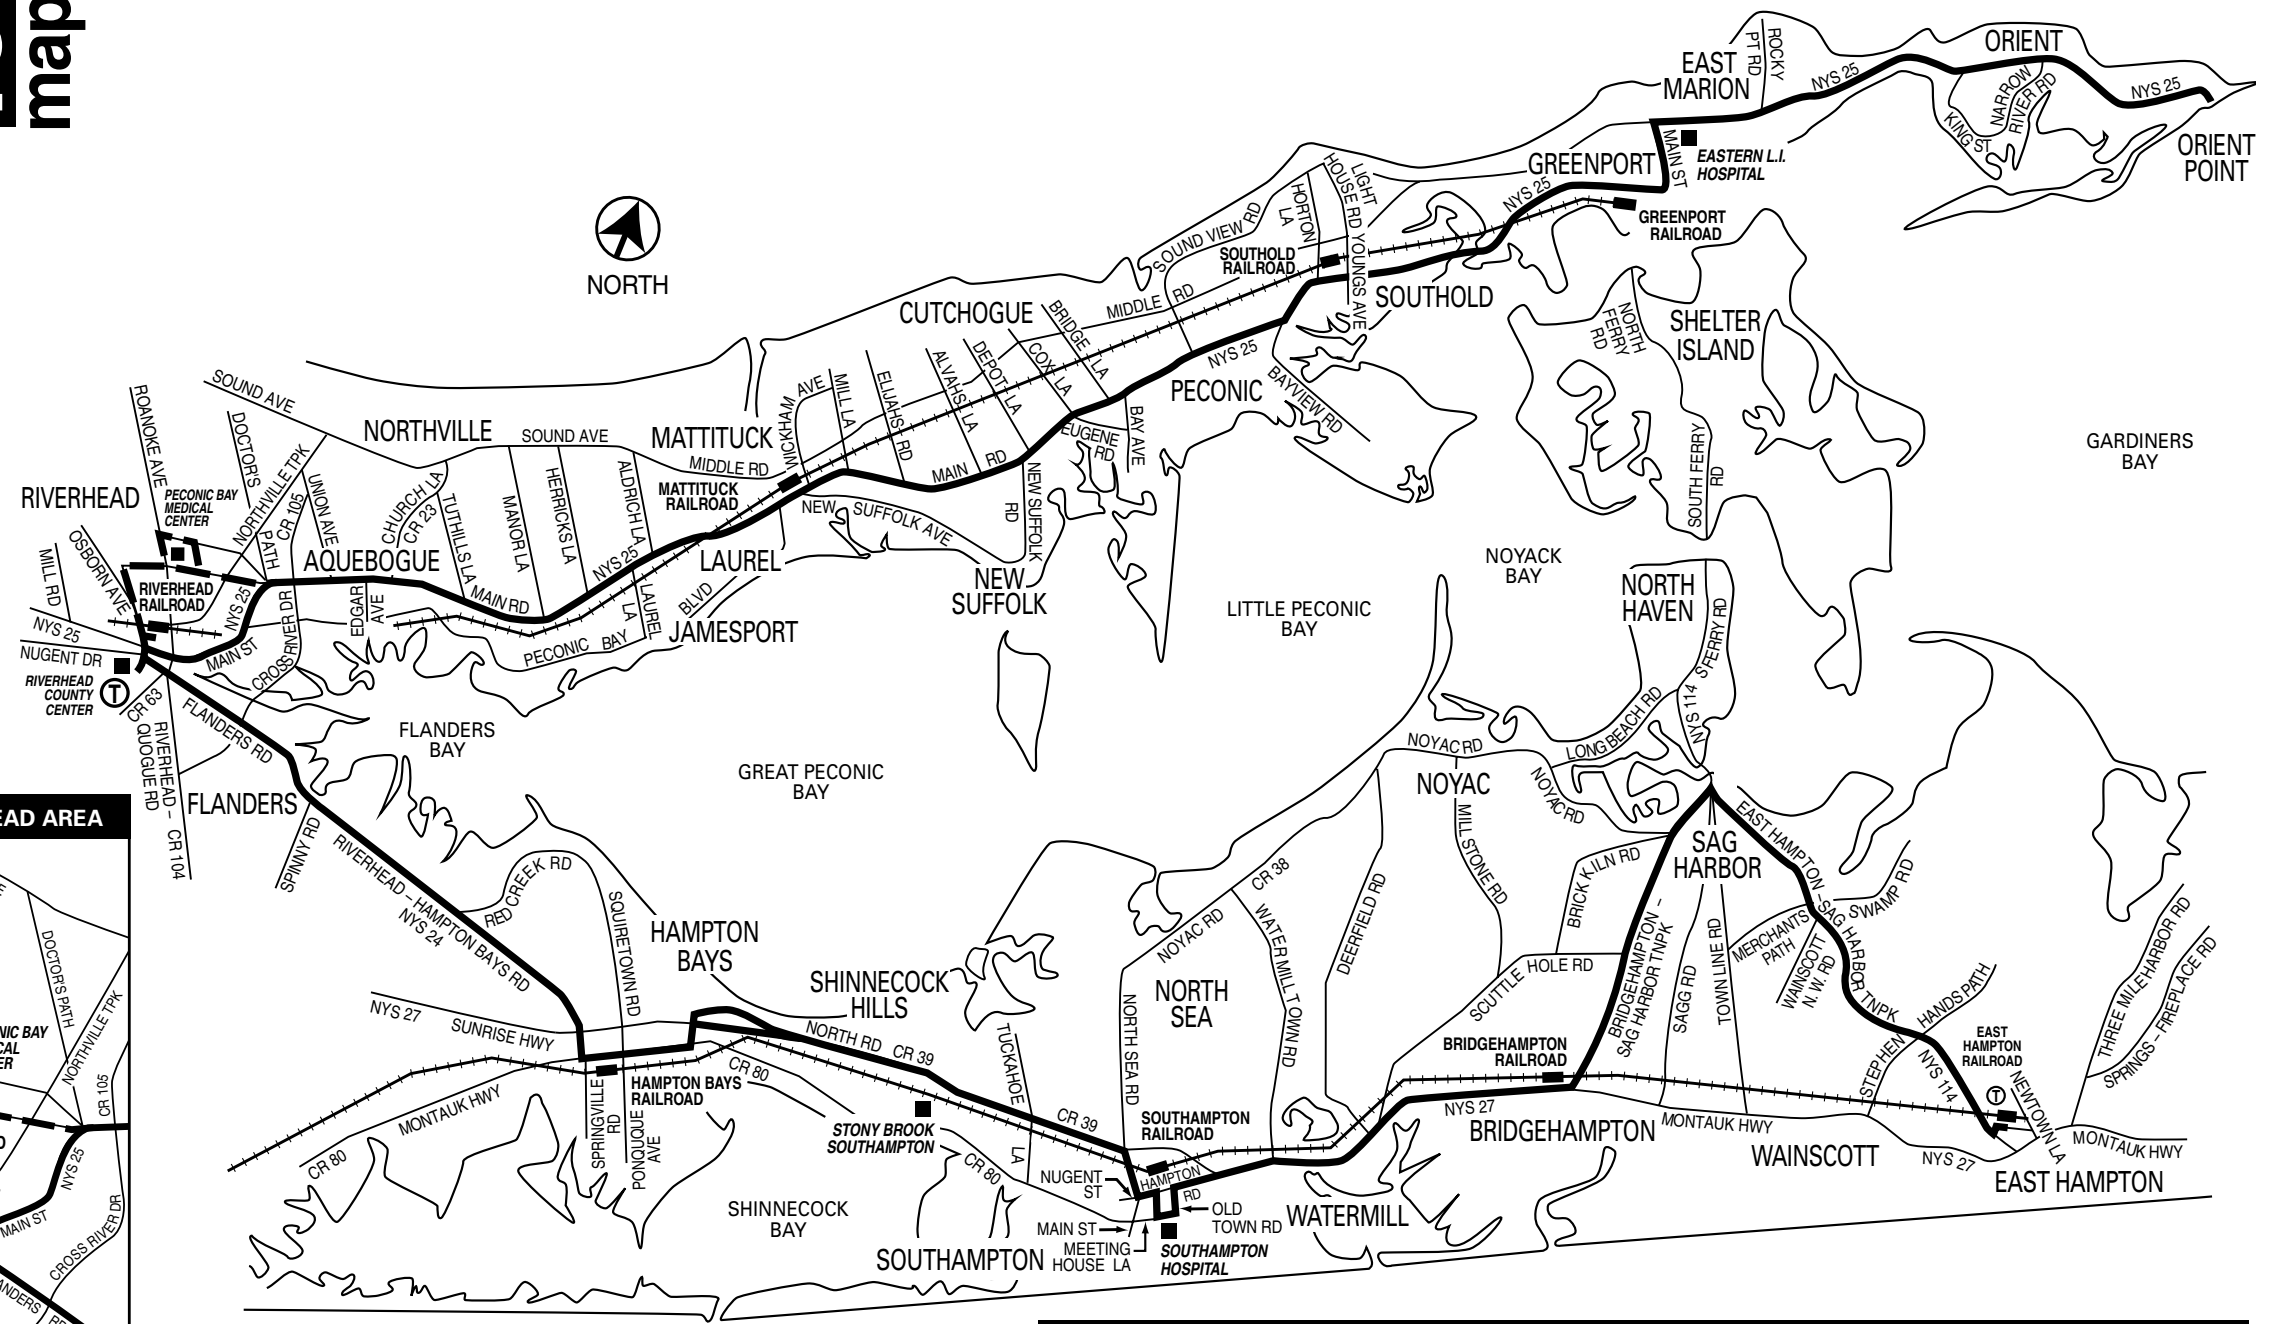 map
NORTH
ORIENT
EAST
MARION
ROCKY
PT RD
NYS 25
NYS 25
NARROW
RIVER RD
KING ST
ORIENT
POINT
GREENPORT
MAIN ST
EASTERN L.I.
HOSPITAL
NYS 25
GREENPORT
RAILROAD
LIGHT
HOUSE RD
YOUNGS AVE
HORTON
LA
SOUND VIEW RD
SOUTHOLD
RAILROAD
SOUTHOLD
SHELTER
ISLAND
NORTH
FERRY
RD
SOUTH FERRY
RD
CUTCHOGUE
BRIDGE LA
MIDDLE RD
COX LA
DEPOT LA
ALVAHS LA
ELIJAHS RD
MILL LA
WICKHAM AVE
NYS 25
PECONIC
BAYVIEW RD
BAY AVE
EUGENE
RD
MAIN RD
NEW SUFFOLK
RD
GARDINERS
BAY
SOUND AVE
ROANOKE AVE
DOCTOR'S
PATH
NORTHVILLE TPK
NORTHVILLE
SOUND AVE
MATTITUCK
MIDDLE RD
MATTITUCK
RAILROAD
NEW SUFFOLK AVE
NEW
SUFFOLK
CR 105
UNION AVE
CHURCH LA
CR 23
TUTHILLS LA
MANOR LA
HERRICKS LA
ALDRICH LA
RIVERHEAD
PECONIC BAY
MEDICAL
CENTER
OSBORN AVE
MILL RD
AQUEBOGUE
RIVERHEAD
RAILROAD
NYS 25
MAIN RD
NYS 25
LAUREL
LAUREL
LA
PECONIC BAY
BLVD
JAMESPORT
EDGAR
AVE
NYS 25
NUGENT DR
MAIN ST
CROSS RIVER DR
RIVERHEAD
COUNTY
CENTER
T
CR 63
FLANDERS RD
RIVERHEAD –
QUOGUE RD
CR 104
FLANDERS
BAY
GREAT PECONIC
BAY
LITTLE PECONIC
BAY
NOYACK
BAY
NORTH
HAVEN
S FERRY RD
NYS 114
LONG BEACH RD
FLANDERS
SPINNY RD
RIVERHEAD – HAMPTON BAYS RD
NYS 24
RED CREEK RD
SQUIRETOWN RD
HAMPTON
BAYS
NOYAC RD
NOYAC
NOYAC RD
MILL STONE RD
CR 38
NOYAC RD
WATER MILL TOWN RD
DEERFIELD RD
BRICK KILN RD
SCUTTLE HOLE RD
SAG
HARBOR
EAST HAMPTON – SAG HARBOR TNPK
SWAMP RD
BRIDGEHAMPTON –
SAG HARBOR TNPK
SAGG RD
TOWN LINE RD
MERCHANTS
PATH
WAINSCOTT
N. W. RD
HANDS PATH
STEPHEN
NYS 114
THREE MILE HARBOR RD
SPRINGS – FIREPLACE RD
EAST
HAMPTON
RAILROAD
T
NEWTOWN LA
MONTAUK HWY
EAST HAMPTON
NYS 27
SUNRISE HWY
SHINNECOCK
HILLS
NORTH RD CR 39
NORTH
SEA
NORTH SEA RD
TUCKAHOE
LA
CR 80
HAMPTON BAYS
RAILROAD
MONTAUK HWY
CR 80
SPRINGVILLE
RD
PONQUOGUE
AVE
STONY BROOK
SOUTHAMPTON
CR 80
CR 39
SOUTHAMPTON
RAILROAD
BRIDGEHAMPTON
RAILROAD
NYS 27
BRIDGEHAMPTON
MONTAUK HWY
WAINSCOTT
NYS 27
NUGENT
ST
HAMPTON
RD
OLD
TOWN RD
MAIN ST
MEETING
HOUSE LA
SOUTHAMPTON
HOSPITAL
SOUTHAMPTON
WATERMILL
SHINNECOCK
BAY
EAD AREA
DOCTOR'S PATH
NORTHVILLE TPK
CR 105
NYS 25
MAIN ST
CROSS RIVER DR